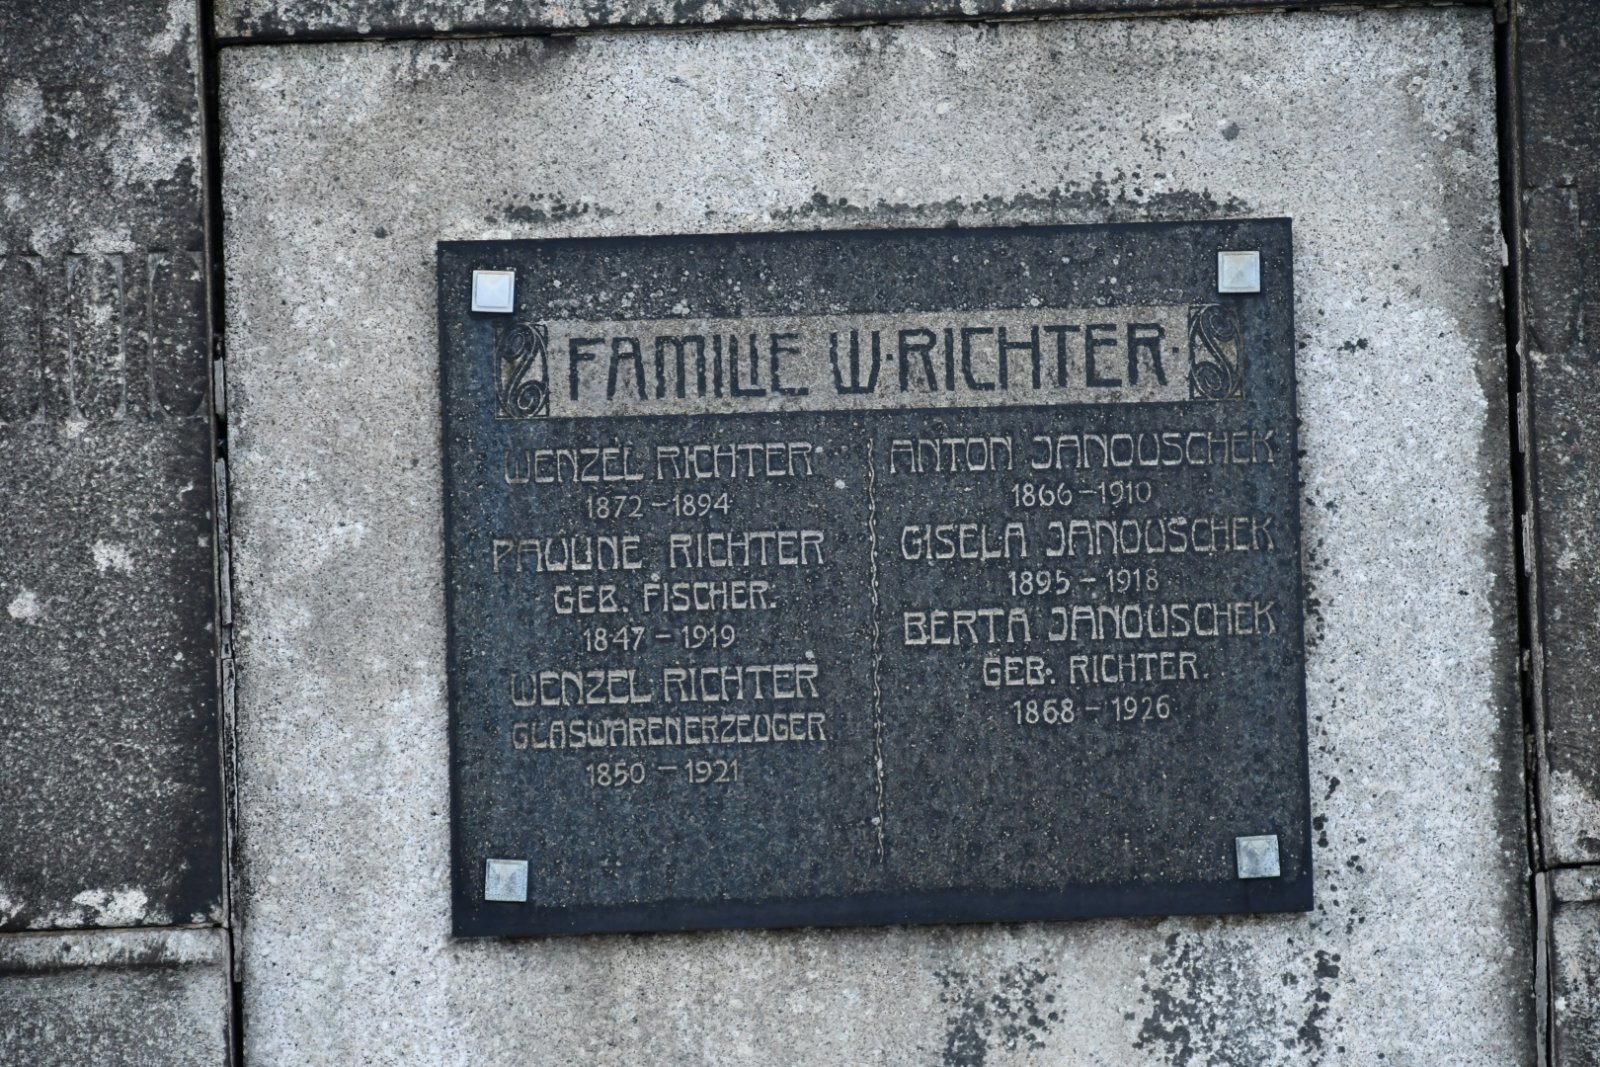 FAMILIE W. RICHTER.
WENZEL RICHTER
1872 – 1894
PAULINE RICHTER
GEB. FISCHER.
1847 – 1919
WENZEL RICHTER
GLASWARENERZEUGER
1850 – 1921
ANTON JANOUSCHEK
1866 – 1910
GISELA JANOUSCHEK
1895 – 1918
BERTA JANOUSCHEK
GEB. RICHTER.
1868 – 1926